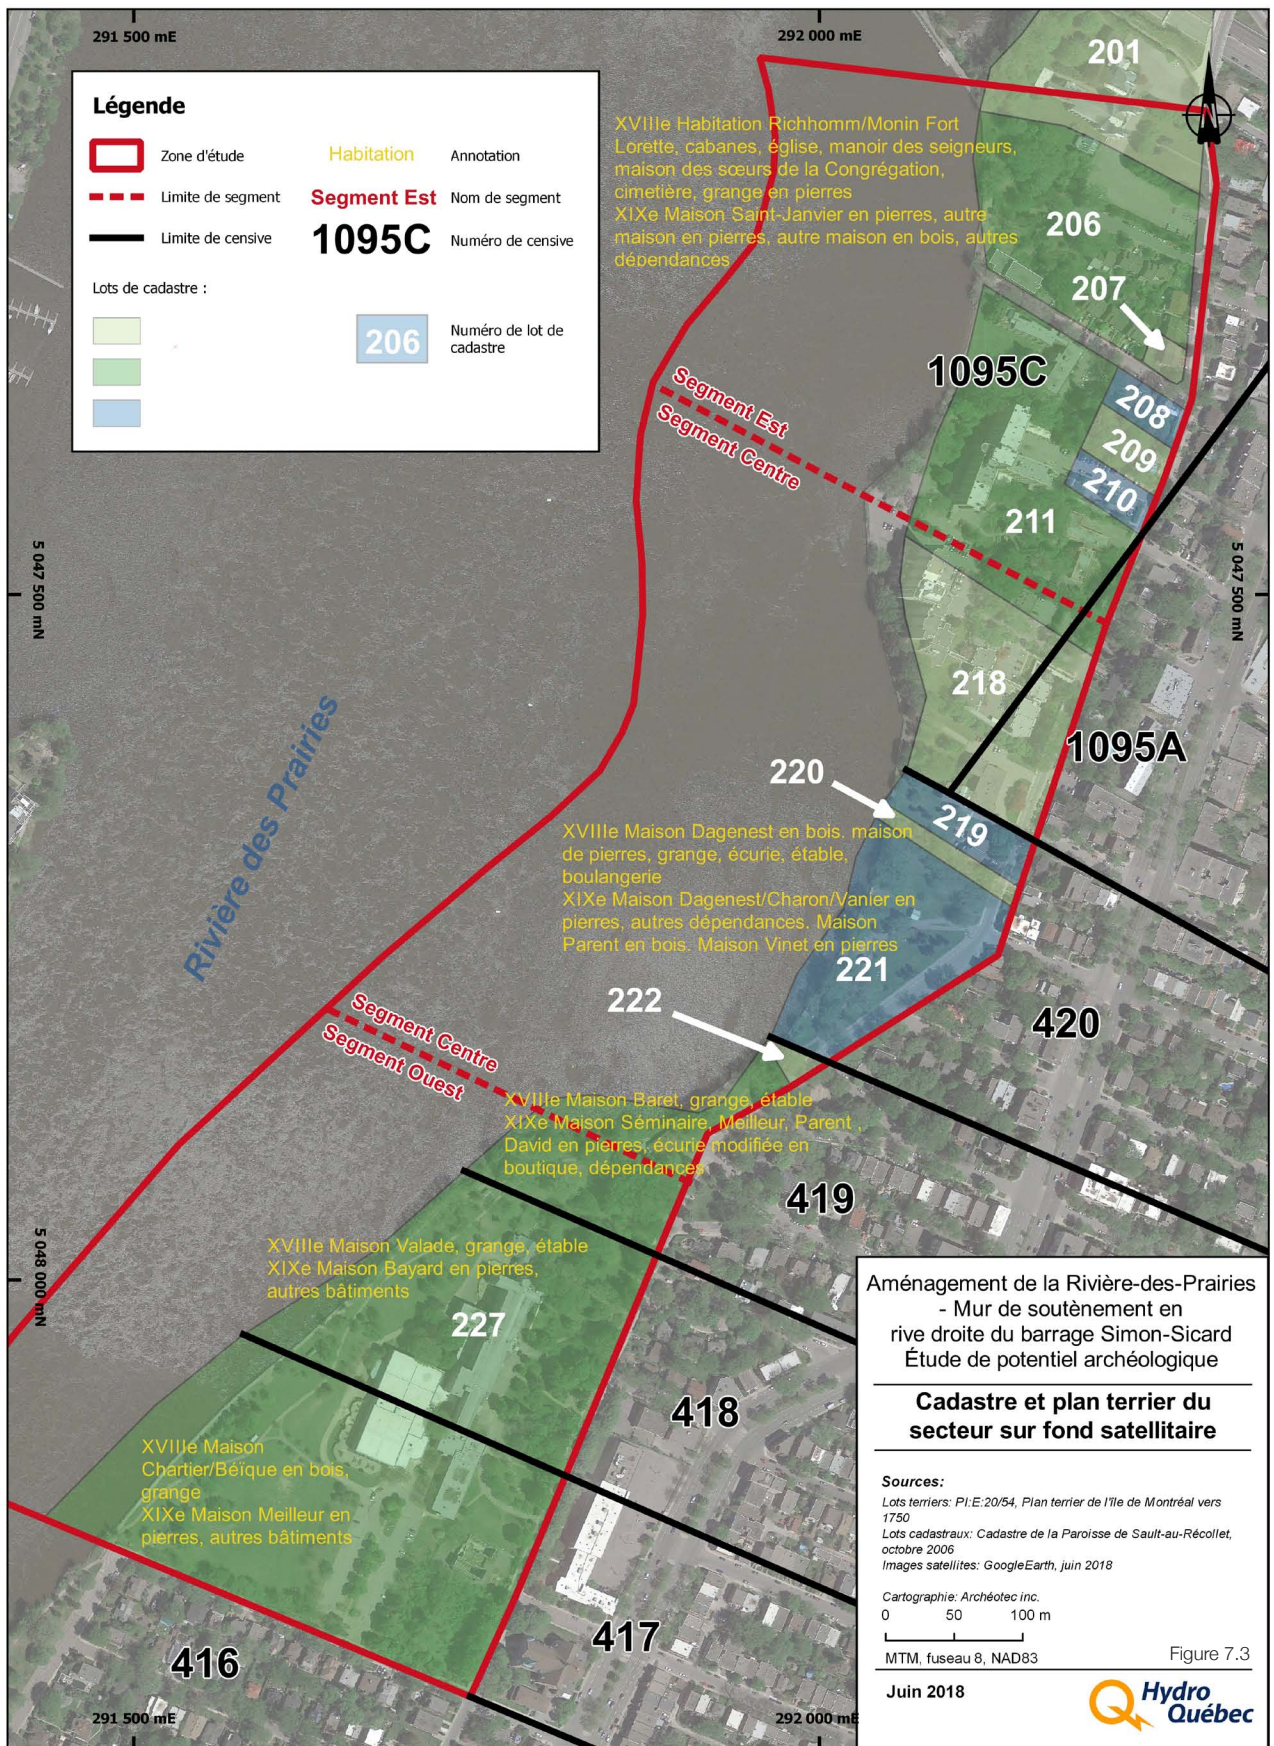 291 500 mE
292 000 mE
Légende
Zone d'étude
Habitation
Annotation
Limite de segment
Segment Est
Nom de segment
Limite de censive
1095C
Numéro de censive
Lots de cadastre :
206
Numéro de lot de
cadastre
201
N
XVIIIe Habitation Richhomm/Monin Fort
Lorette, cabanes, église, manoir des seigneurs,
maison des sœurs de la Congrégation,
cimetière, grange en pierres
XIXe Maison Saint-Janvier en pierres, autre
maison en pierres, autre maison en bois, autres
dépendances
206
207
1095C
208
209
210
211
Segment Est
Segment Centre
5 047 500 mN
5 047 500 mN
218
1095A
Rivière des Prairies
220
219
XVIIIe Maison Dagenest en bois. maison
de pierres, grange, écurie, étable,
boulangerie
XIXe Maison Dagenest/Charon/Vanier en
pierres, autres dépendances. Maison
Parent en bois. Maison Vinet en pierres
221
222
420
Segment Centre
Segment Ouest
XVIIIe Maison Baret, grange, étable
XIXe Maison Séminaire, Meilleur, Parent ,
David en pierres, écurie modifiée en
boutique, dépendances
419
5 048 000 mN
XVIIIe Maison Valade, grange, étable
XIXe Maison Bayard en pierres,
autres bâtiments
227
418
XVIIIe Maison
Chartier/Béïque en bois,
grange
XIXe Maison Meilleur en
pierres, autres bâtiments
417
416
291 500 mE
292 000 mE
Aménagement de la Rivière-des-Prairies
- Mur de soutènement en
rive droite du barrage Simon-Sicard
Étude de potentiel archéologique
Cadastre et plan terrier du
secteur sur fond satellitaire
Sources:
Lots terriers: PI:E:20/54, Plan terrier de l'île de Montréal vers
1750
Lots cadastraux: Cadastre de la Paroisse de Sault-au-Récollet,
octobre 2006
Images satellites: GoogleEarth, juin 2018
Cartographie: Archéotec inc.
0 50 100 m
MTM, fuseau 8, NAD83
Figure 7.3
Juin 2018
Hydro
Québec